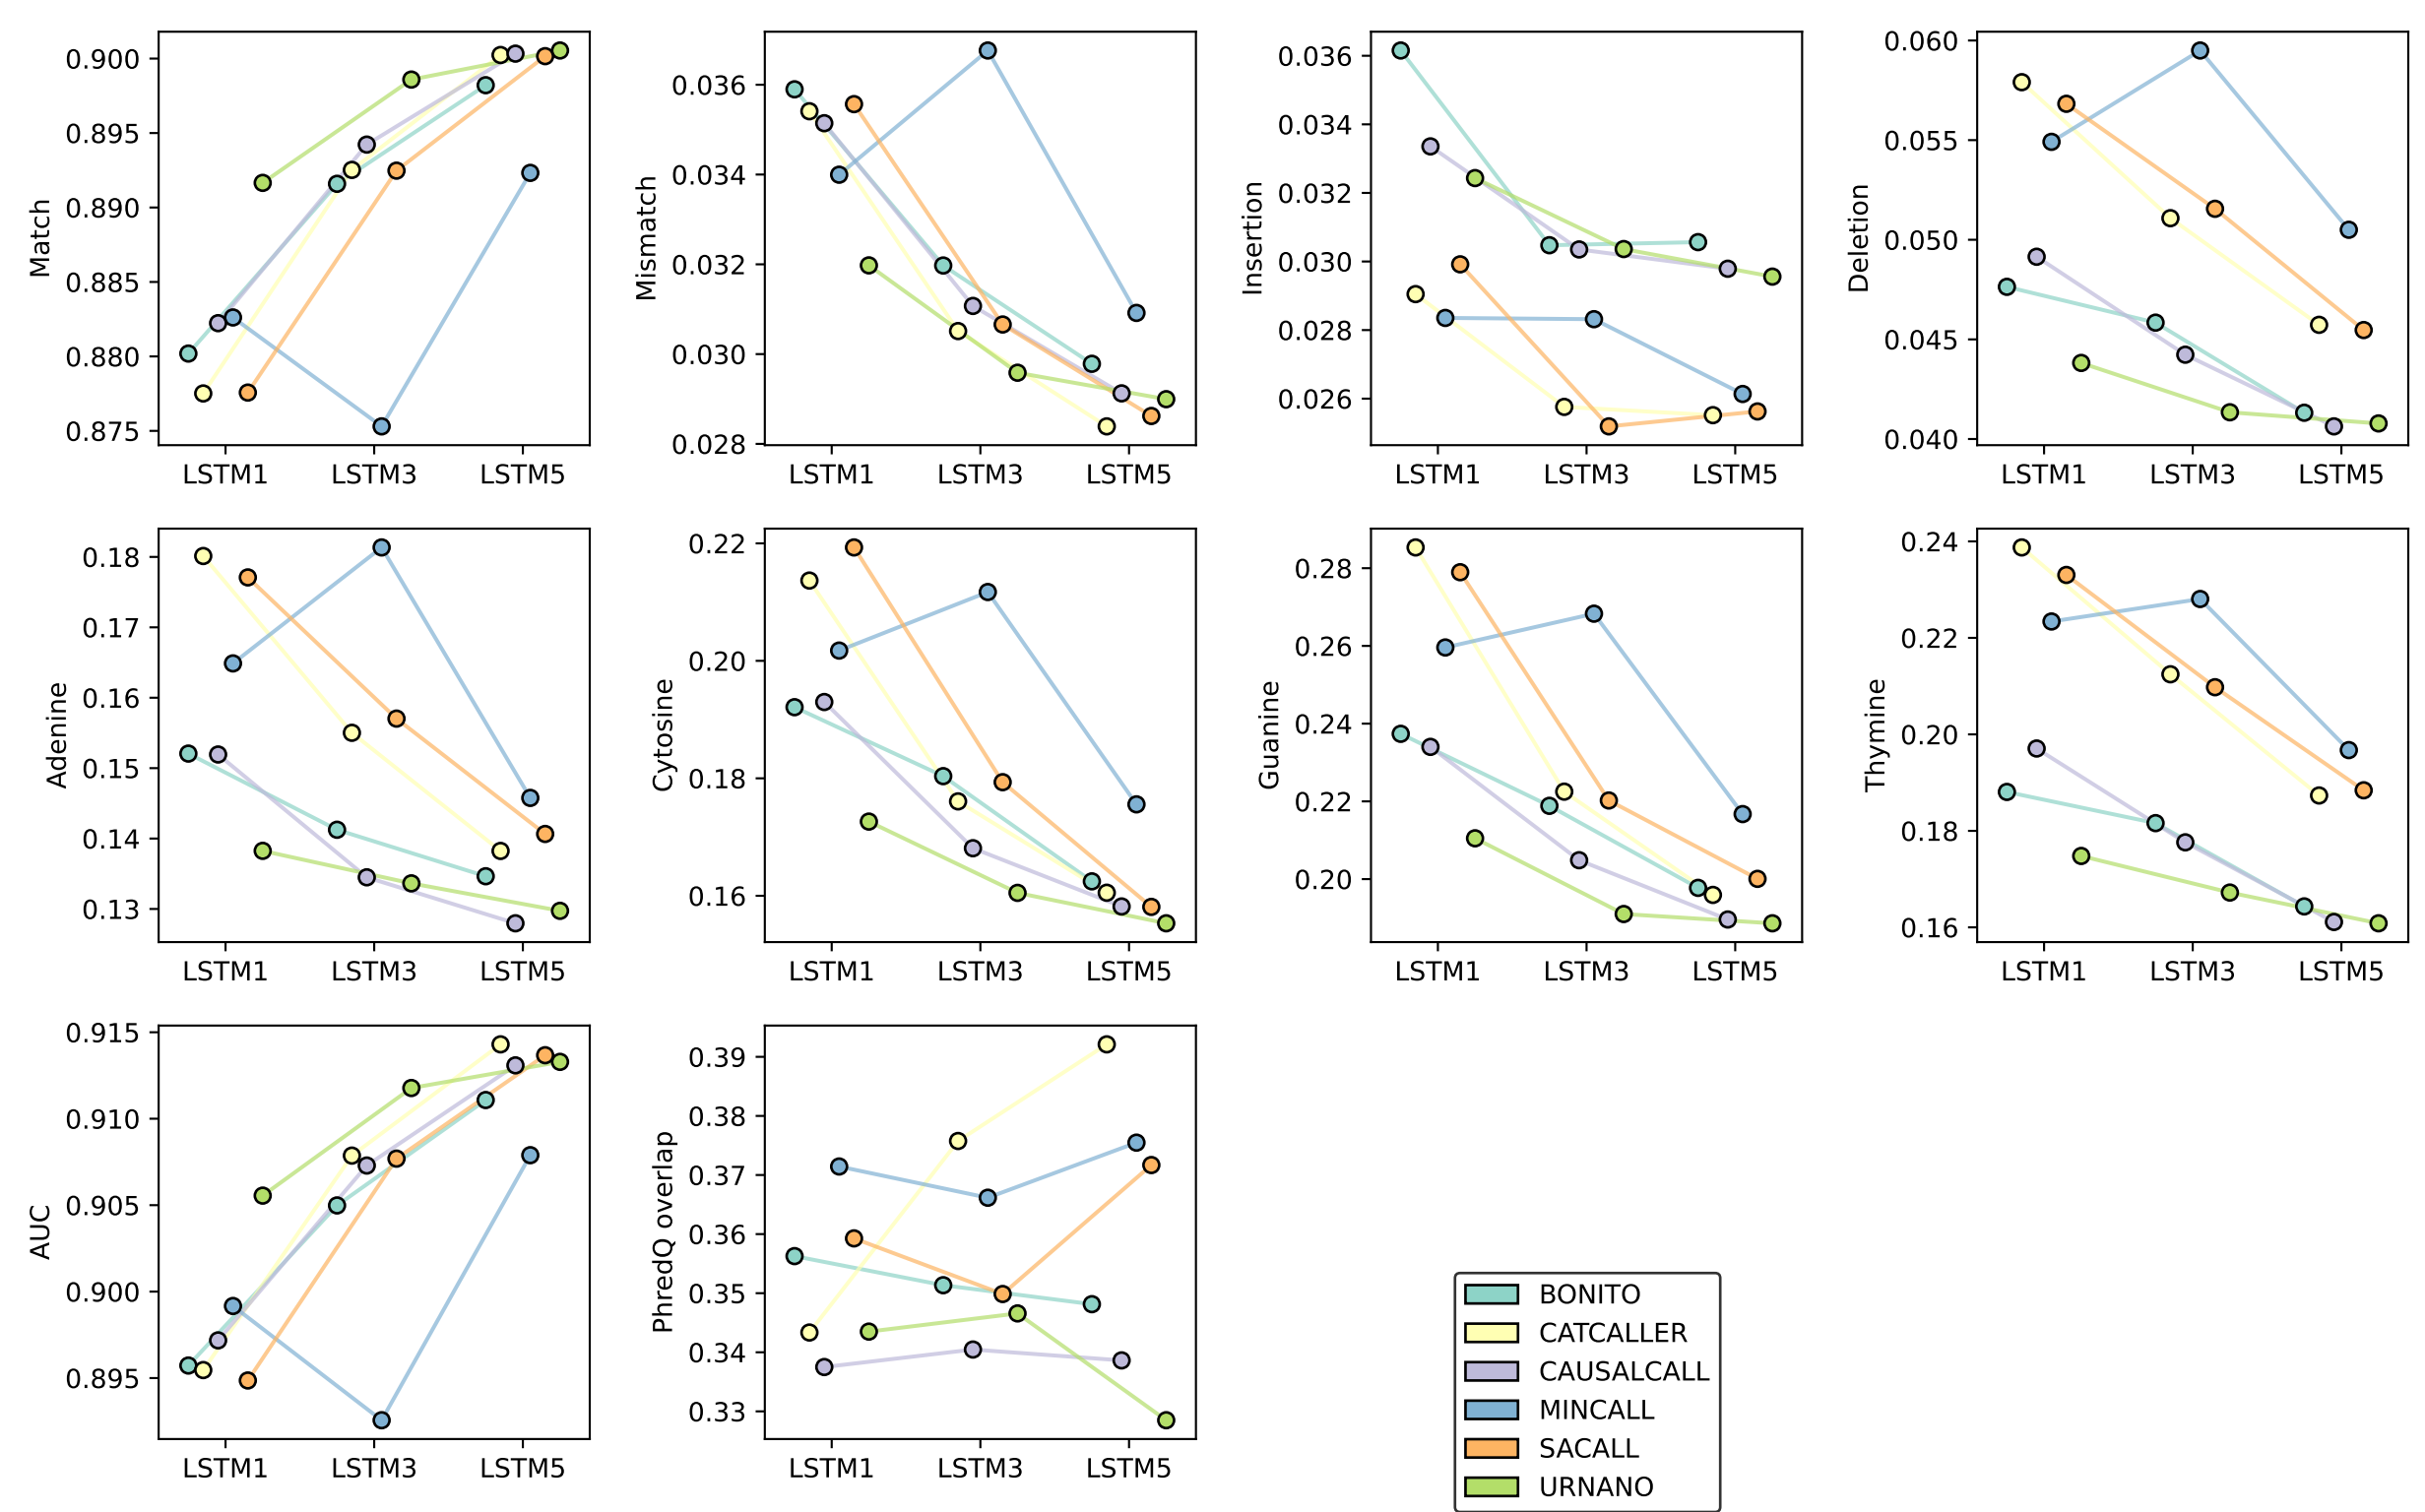 Match
0.900
0.895
0.890
0.885
0.880
0.875
LSTM1 LSTM3 LSTM5
Mismatch
0.036
0.034
0.032
0.030
0.028
LSTM1 LSTM3 LSTM5
Insertion
0.036
0.034
0.032
0.030
0.028
0.026
LSTM1 LSTM3 LSTM5
Deletion
0.060
0.055
0.050
0.045
0.040
LSTM1 LSTM3 LSTM5
Adenine
0.18
0.17
0.16
0.15
0.14
0.13
LSTM1 LSTM3 LSTM5
Cytosine
0.22
0.20
0.18
0.16
LSTM1 LSTM3 LSTM5
Guanine
0.28
0.26
0.24
0.22
0.20
LSTM1 LSTM3 LSTM5
Thymine
0.24
0.22
0.20
0.18
0.16
LSTM1 LSTM3 LSTM5
AUC
0.915
0.910
0.905
0.900
0.895
LSTM1 LSTM3 LSTM5
PhredQ overlap
0.39
0.38
0.37
0.36
0.35
0.34
0.33
LSTM1 LSTM3 LSTM5
BONITO
CATCALLER
CAUSALCALL
MINCALL
SACALL
URNANO